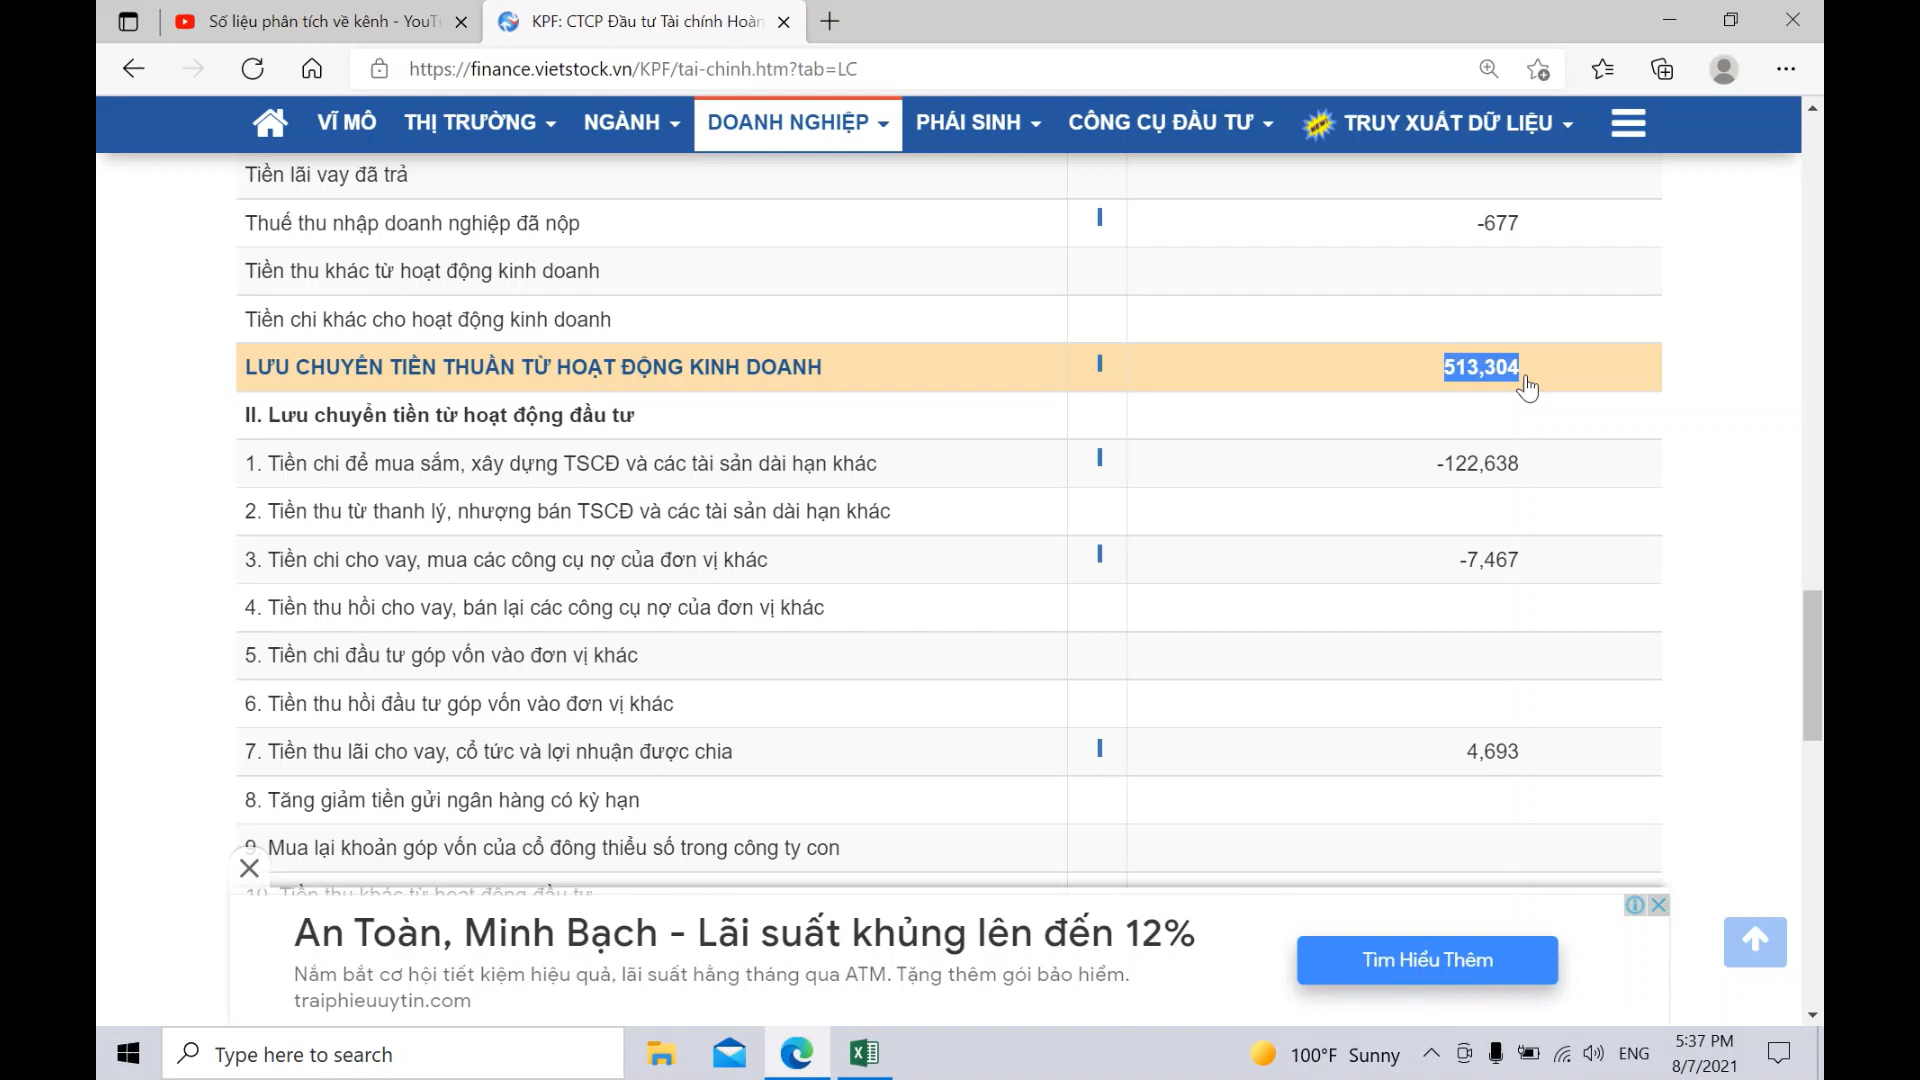 Số liệu phân tích về kênh - YouT
KPF: CTCP Đầu tư Tài chính Hoàn
https://finance.vietstock.vn/KPF/tai-chinh.htm?tab=LC
VĨ MÔ THỊ TRƯỜNG NGÀNH DOANH NGHIỆP PHÁI SINH CÔNG CỤ ĐẦU TƯ NEW TRUY XUẤT DỮ LIỆU
Tiền lãi vay đã trả
Thuế thu nhập doanh nghiệp đã nộp -677
Tiền thu khác từ hoạt động kinh doanh
Tiền chi khác cho hoạt động kinh doanh
LƯU CHUYỂN TIỀN THUẦN TỪ HOẠT ĐỘNG KINH DOANH 513,304
II. Lưu chuyển tiền từ hoạt động đầu tư
1. Tiền chi để mua sắm, xây dựng TSCĐ và các tài sản dài hạn khác -122,638
2. Tiền thu từ thanh lý, nhượng bán TSCĐ và các tài sản dài hạn khác
3. Tiền chi cho vay, mua các công cụ nợ của đơn vị khác -7,467
4. Tiền thu hồi cho vay, bán lại các công cụ nợ của đơn vị khác
5. Tiền chi đầu tư góp vốn vào đơn vị khác
6. Tiền thu hồi đầu tư góp vốn vào đơn vị khác
7. Tiền thu lãi cho vay, cổ tức và lợi nhuận được chia 4,693
8. Tăng giảm tiền gửi ngân hàng có kỳ hạn
9. Mua lại khoản góp vốn của cổ đông thiểu số trong công ty con
10. Tiền thu khác từ hoạt động đầu tư
An Toàn, Minh Bạch - Lãi suất khủng lên đến 12%
Nắm bắt cơ hội tiết kiệm hiệu quả, lãi suất hằng tháng qua ATM. Tặng thêm gói bảo hiểm.
traiphieuuytin.com
Tìm Hiểu Thêm
Type here to search
100°F Sunny
ENG
5:37 PM
8/7/2021